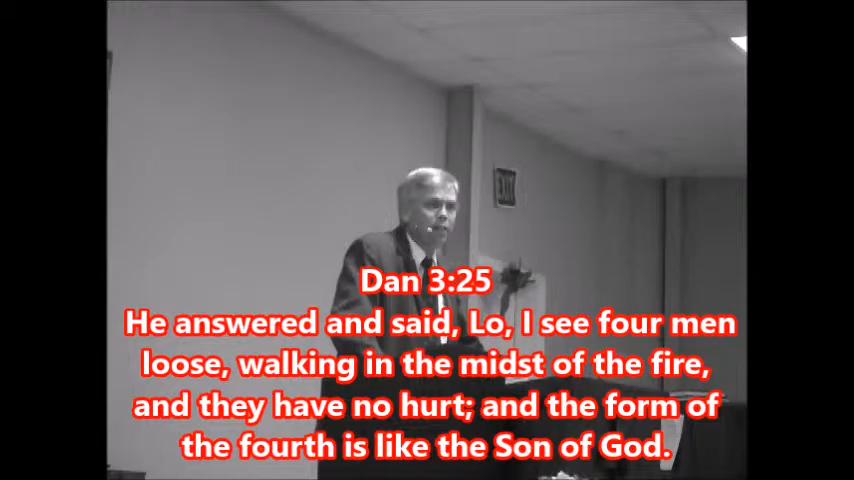 EXIT
Dan 3:25
He answered and said, Lo, I see four men
loose, walking in the midst of the fire,
and they have no hurt; and the form of
the fourth is like the Son of God.